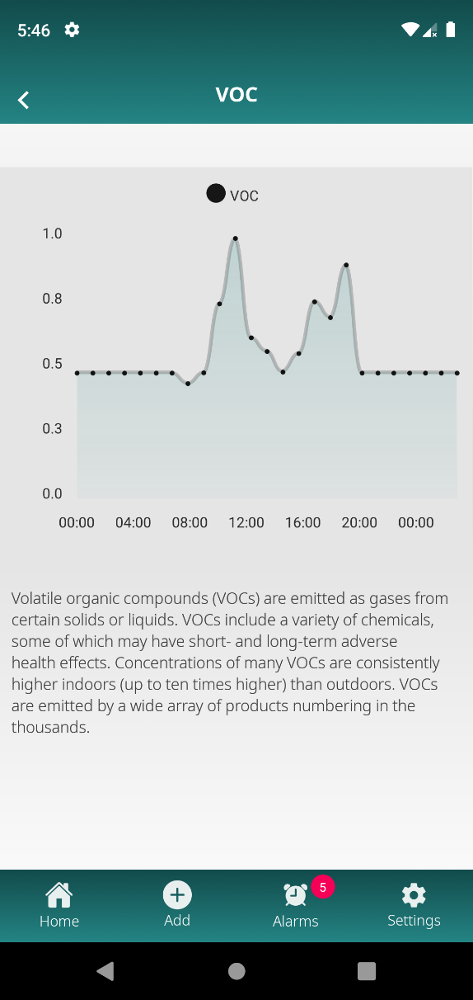 5:46
VOC
VOC
1.0
0.8
0.5
0.3
0.0
00:00 04:00 08:00 12:00 16:00 20:00 00:00
Volatile organic compounds (VOCs) are emitted as gases from
certain solids or liquids. VOCs include a variety of chemicals,
some of which may have short- and long-term adverse
health effects. Concentrations of many VOCs are consistently
higher indoors (up to ten times higher) than outdoors. VOCs
are emitted by a wide array of products numbering in the
thousands.
5
Home Add Alarms Settings